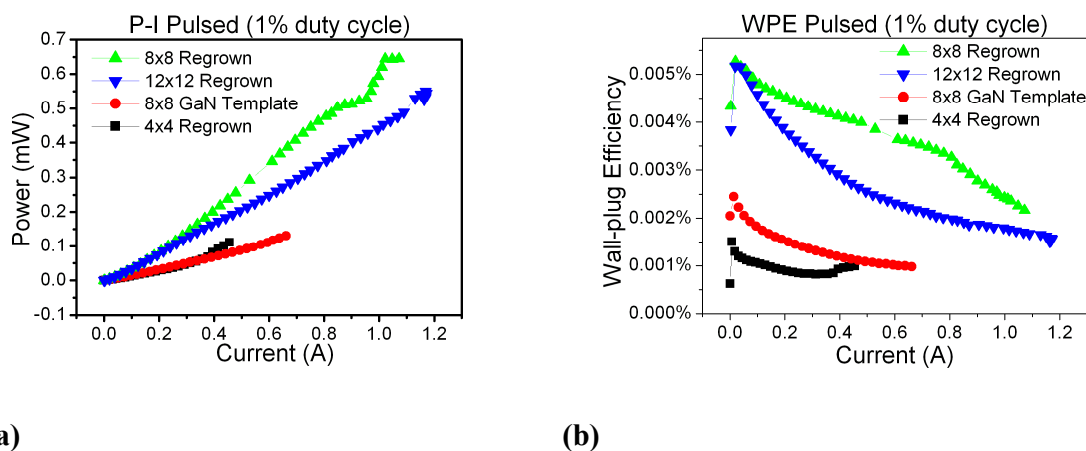 P-I Pulsed (1% duty cycle)
0.7
0.6
0.5
0.4
0.3
0.2
0.1
0.0
-0.1
Power (mW)
8x8 Regrown
12x12 Regrown
8x8 GaN Template
4x4 Regrown
0.0 0.2 0.4 0.6 0.8 1.0 1.2
Current (A)
a)
WPE Pulsed (1% duty cycle)
0.005%
0.004%
0.003%
0.002%
0.001%
0.000%
Wall-plug Efficiency
8x8 Regrown
12x12 Regrown
8x8 GaN Template
4x4 Regrown
0.0 0.2 0.4 0.6 0.8 1.0 1.2
Current (A)
(b)